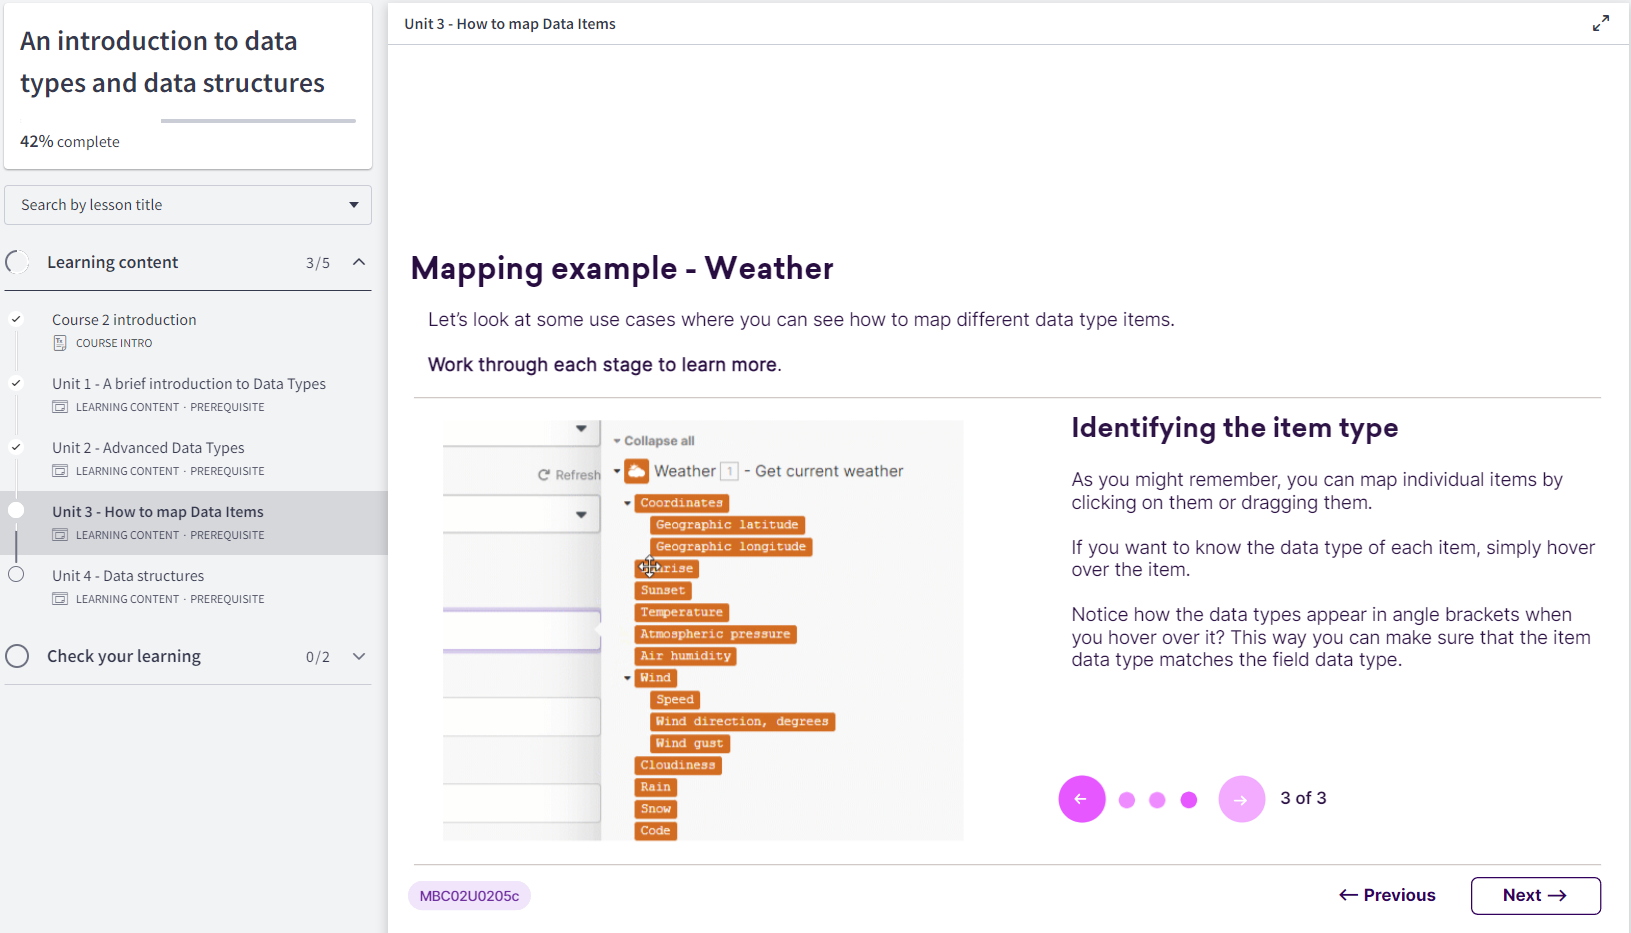 An introduction to data
types and data structures
42% complete
Search by lesson title
Learning content 3/5
Course 2 introduction
COURSE INTRO
Unit 1 - A brief introduction to Data Types
LEARNING CONTENT · PREREQUISITE
Unit 2 - Advanced Data Types
LEARNING CONTENT · PREREQUISITE
Unit 3 - How to map Data Items
LEARNING CONTENT · PREREQUISITE
Unit 4 - Data structures
LEARNING CONTENT · PREREQUISITE
Check your learning 0/2
Unit 3 - How to map Data Items
Mapping example - Weather
Let's look at some use cases where you can see how to map different data type items.
Work through each stage to learn more.
Refresh
Collapse all
Weather 1 - Get current weather
Coordinates
Geographic latitude
Geographic longitude
Sunset
Temperature
Atmospheric pressure
Air humidity
Wind
Speed
Wind direction, degrees
Wind gust
Cloudiness
Rain
Snow
Code
Identifying the item type
As you might remember, you can map individual items by
clicking on them or dragging them.
If you want to know the data type of each item, simply hover
over the item.
Notice how the data types appear in angle brackets when
you hover over it? This way you can make sure that the item
data type matches the field data type.
← → 3 of 3
MBC02U0205c
← Previous
Next →